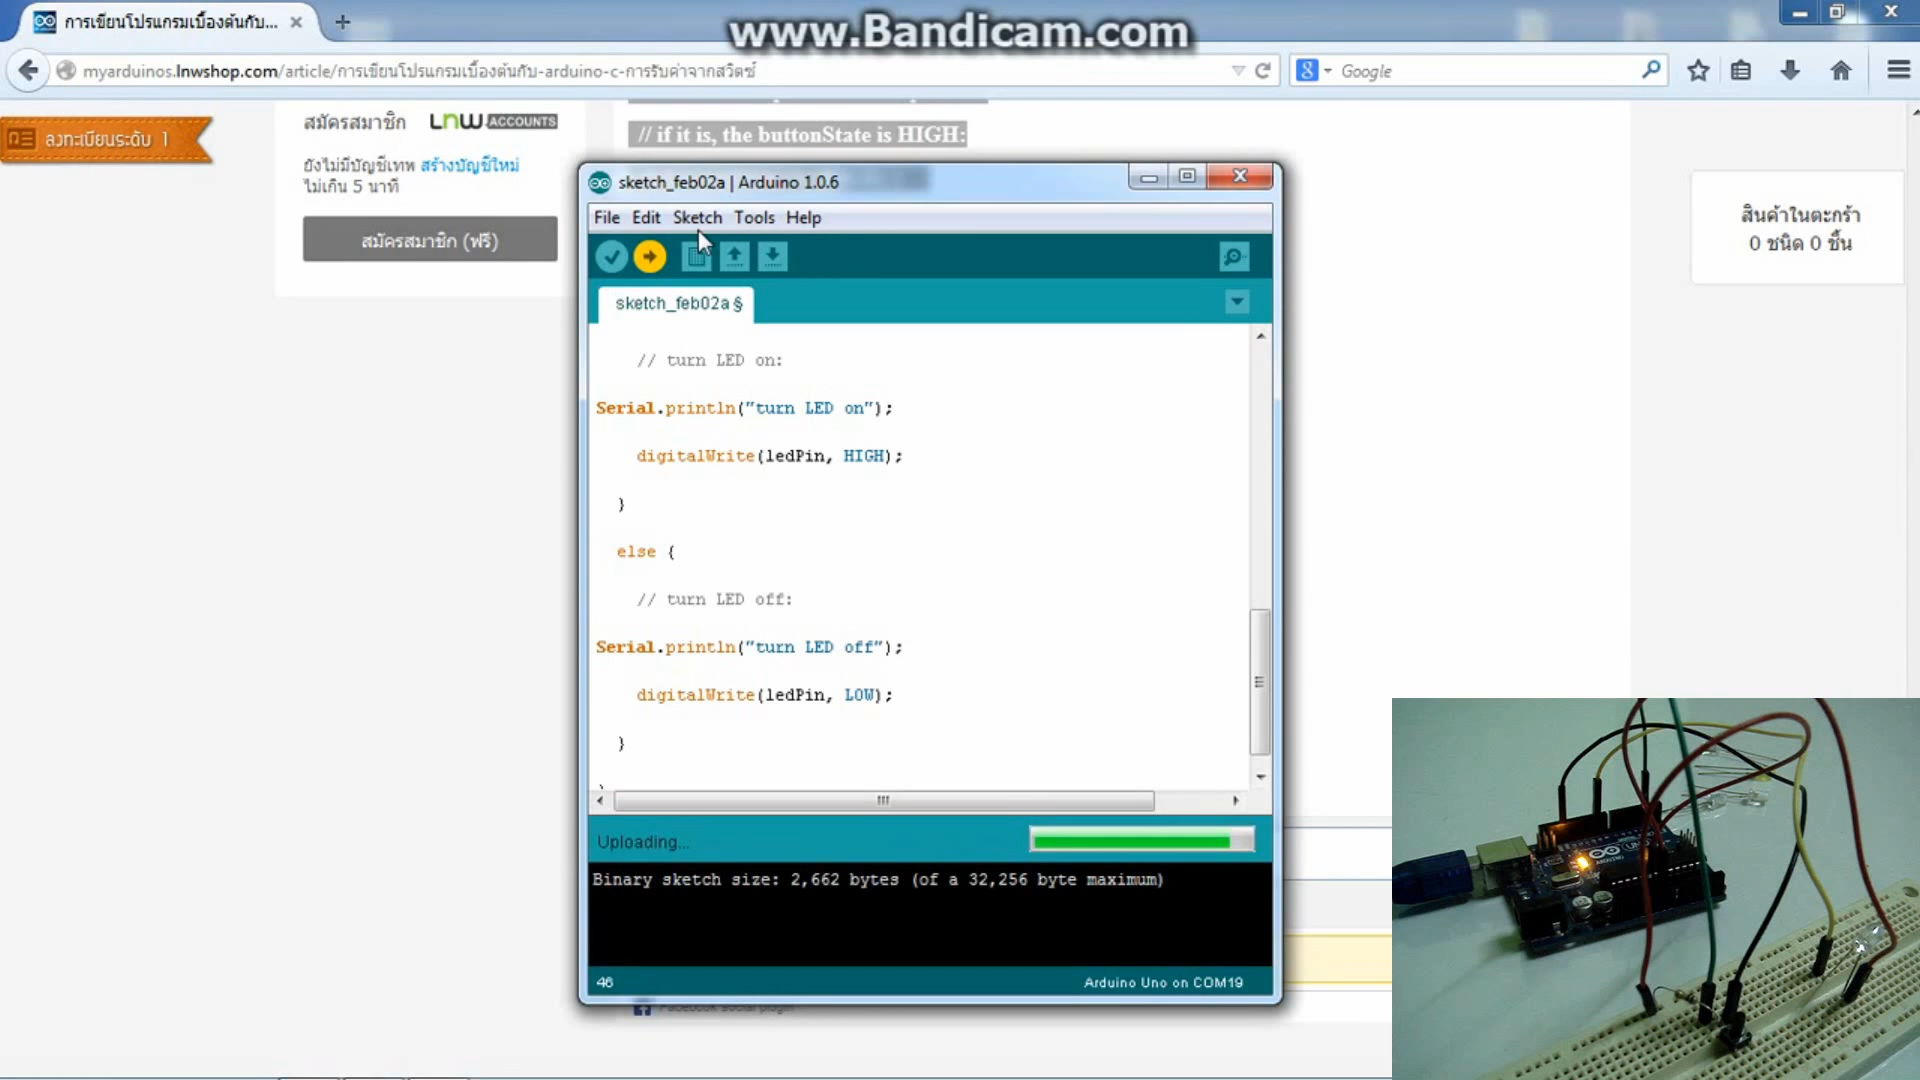 www.Bandicam.com
การเขียนโปรแกรมเบื้องต้นกับ...
myarduinos.lnwshop.com/article/การเขียนโปรแกรมเบื้องต้นกับ-arduino-c-การรับค่าจากสวิตช์
Google
ลงทะเบียนระดับ 1
สมัครสมาชิก LNW ACCOUNTS
ยังไม่มีบัญชีเทพ สร้างบัญชีใหม่
ไม่เกิน 5 นาที
สมัครสมาชิก (ฟรี)
// if it is, the buttonState is HIGH:
สินค้าในตะกร้า
0 ชนิด 0 ชิ้น
sketch_feb02a | Arduino 1.0.6
File Edit Sketch Tools Help
sketch_feb02a §
// turn LED on:
Serial.println("turn LED on");
digitalWrite(ledPin, HIGH);
}
else {
// turn LED off:
Serial.println("turn LED off");
digitalWrite(ledPin, LOW);
}
Uploading...
Binary sketch size: 2,662 bytes (of a 32,256 byte maximum)
46
Arduino Uno on COM19
Facebook social plugin